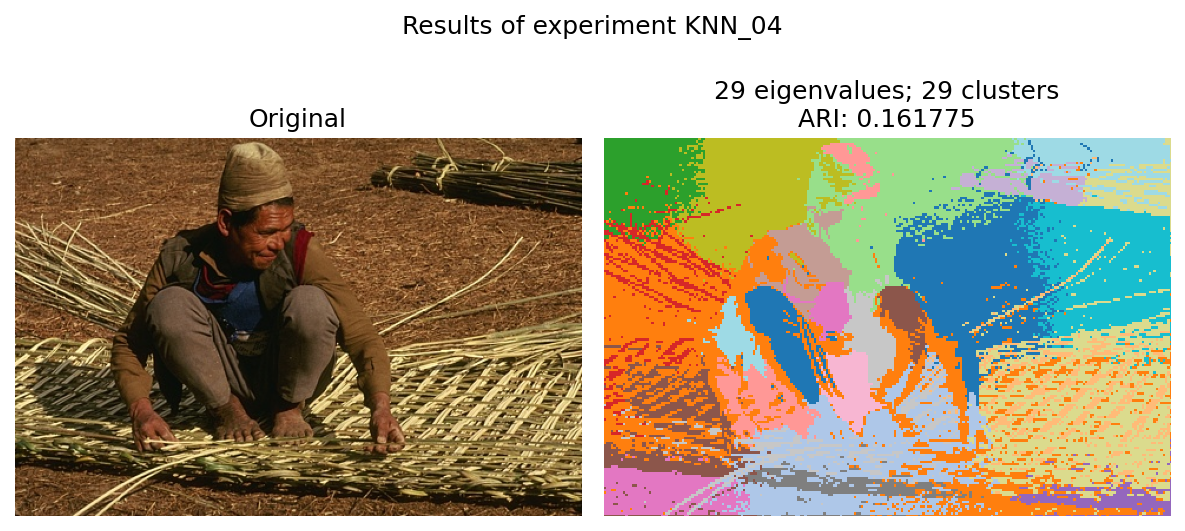 Results of experiment KNN_04
Original
29 eigenvalues; 29 clusters
ARI: 0.161775